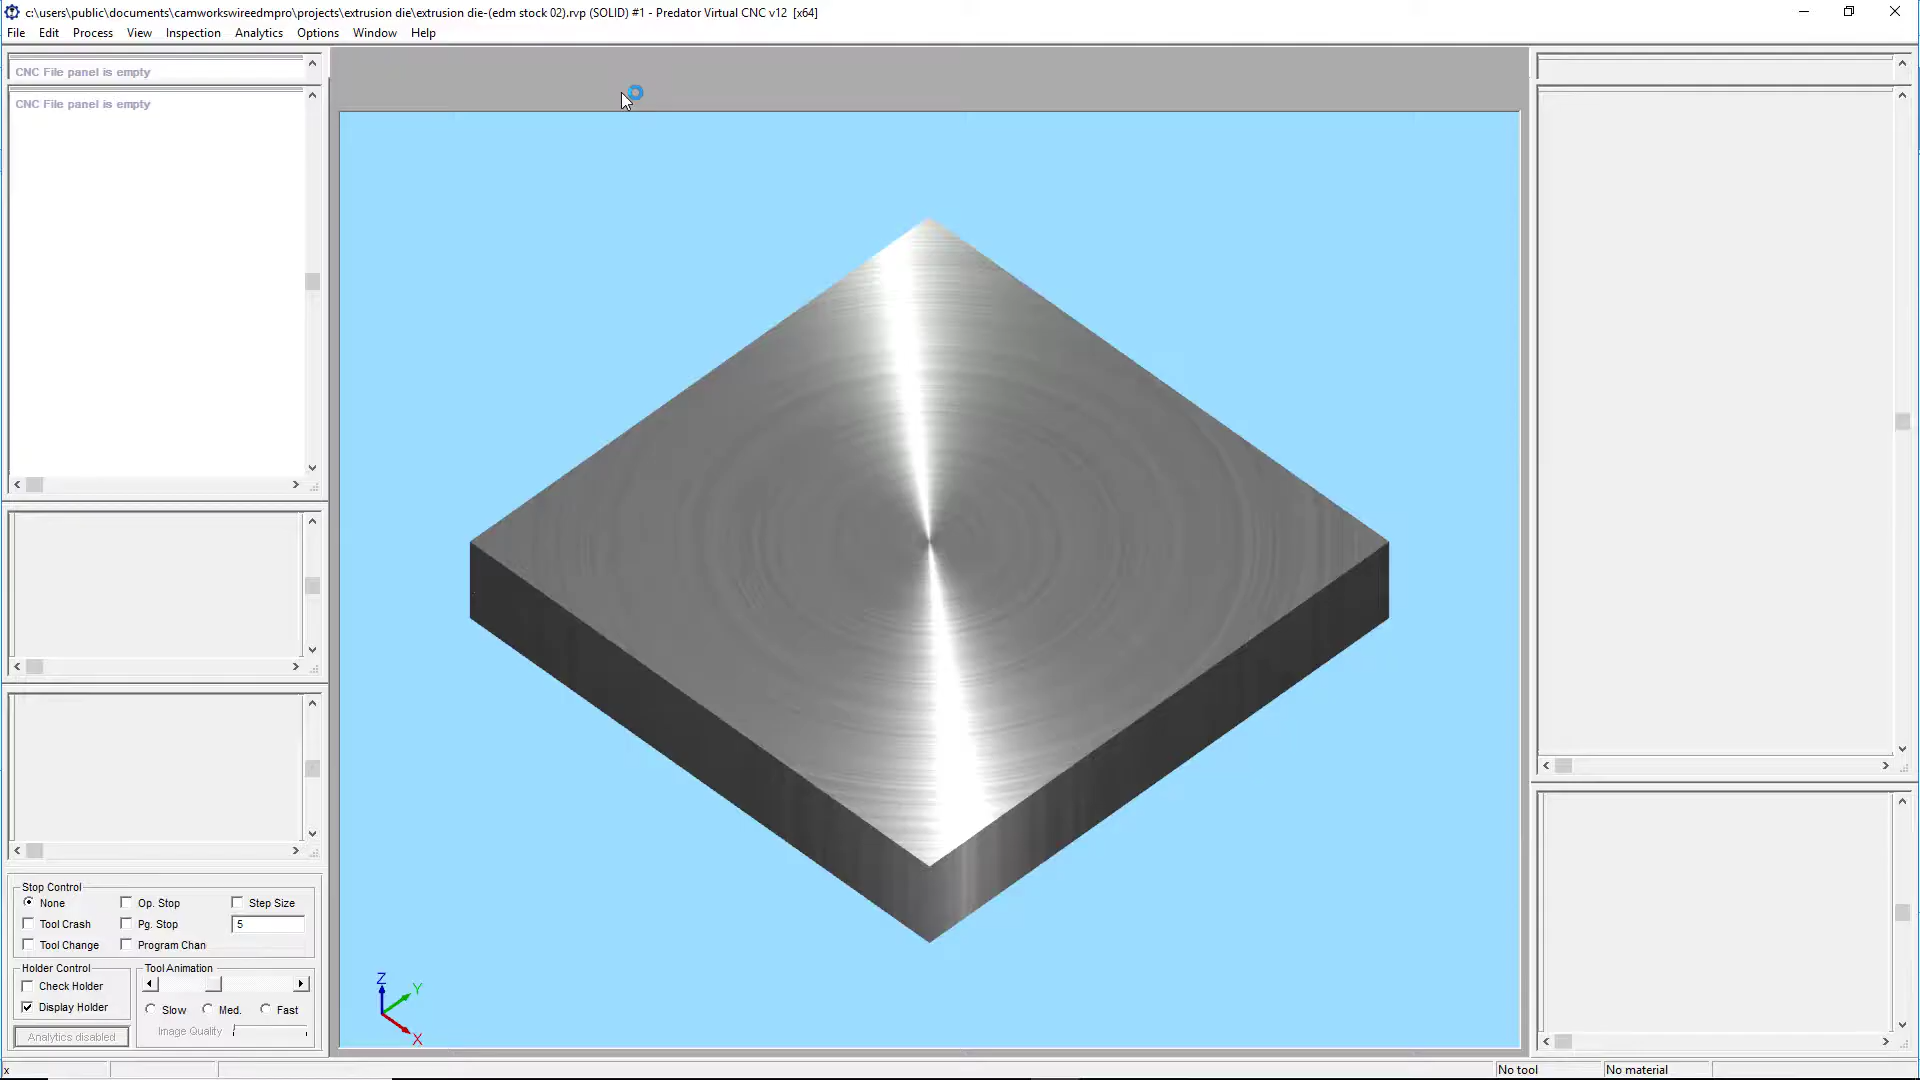 c:\users\public\documents\camworkswireedmpro\projects\extrusion die\extrusion die-(edm stock 02).rvp (SOLID) #1 - Predator Virtual CNC v12  [x64]
File Edit Process View Inspection Analytics Options Window Help
CNC File panel is empty
CNC File panel is empty
Stop Control
None Op. Stop Step Size
Tool Crash Pg. Stop 5
Tool Change Program Chan
Holder Control Tool Animation
Check Holder
Display Holder Slow Med. Fast
Analytics disabled Image Quality
Z
Y
X
x No tool No material